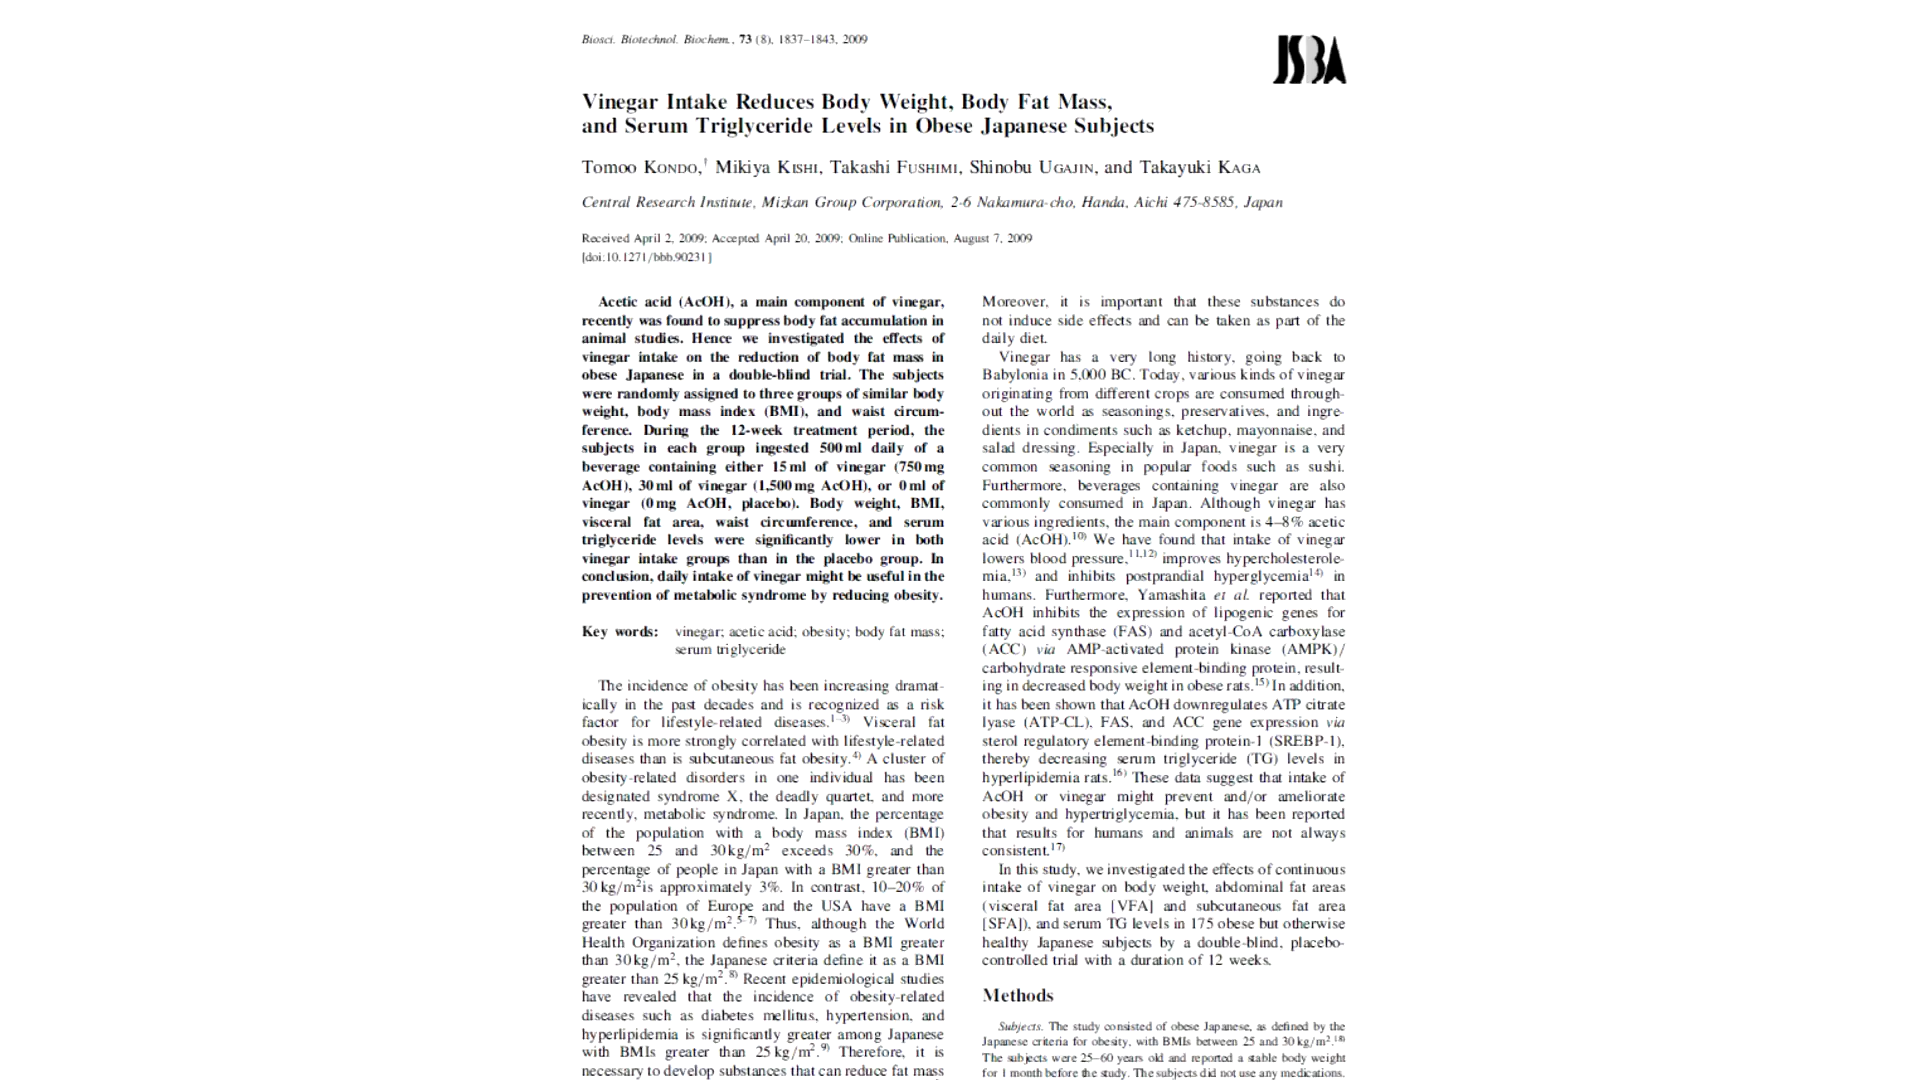 Biosci. Biotechnol. Biochem., 73 (8), 1837–1843, 2009
JSBA
Vinegar Intake Reduces Body Weight, Body Fat Mass,
and Serum Triglyceride Levels in Obese Japanese Subjects
Tomoo KONDO,† Mikiya KISHI, Takashi FUSHIMI, Shinobu UGAJIN, and Takayuki KAGA
Central Research Institute, Mizkan Group Corporation, 2-6 Nakamura-cho, Handa, Aichi 475-8585, Japan
Received April 2, 2009; Accepted April 20, 2009; Online Publication, August 7, 2009
[doi:10.1271/bbb.90231]
Acetic acid (AcOH), a main component of vinegar,
recently was found to suppress body fat accumulation in
animal studies. Hence we investigated the effects of
vinegar intake on the reduction of body fat mass in
obese Japanese in a double-blind trial. The subjects
were randomly assigned to three groups of similar body
weight, body mass index (BMI), and waist circum-
ference. During the 12-week treatment period, the
subjects in each group ingested 500 ml daily of a
beverage containing either 15 ml of vinegar (750 mg
AcOH), 30 ml of vinegar (1,500 mg AcOH), or 0 ml of
vinegar (0 mg AcOH, placebo). Body weight, BMI,
visceral fat area, waist circumference, and serum
triglyceride levels were significantly lower in both
vinegar intake groups than in the placebo group. In
conclusion, daily intake of vinegar might be useful in the
prevention of metabolic syndrome by reducing obesity.
Key words: vinegar; acetic acid; obesity; body fat mass;
serum triglyceride
The incidence of obesity has been increasing dramat-
ically in the past decades and is recognized as a risk
factor for lifestyle-related diseases.1–3) Visceral fat
obesity is more strongly correlated with lifestyle-related
diseases than is subcutaneous fat obesity.4) A cluster of
obesity-related disorders in one individual has been
designated syndrome X, the deadly quartet, and more
recently, metabolic syndrome. In Japan, the percentage
of the population with a body mass index (BMI)
between 25 and 30 kg/m2 exceeds 30%, and the
percentage of people in Japan with a BMI greater than
30 kg/m2 is approximately 3%. In contrast, 10–20% of
the population of Europe and the USA have a BMI
greater than 30 kg/m2.5–7) Thus, although the World
Health Organization defines obesity as a BMI greater
than 30 kg/m2, the Japanese criteria define it as a BMI
greater than 25 kg/m2.8) Recent epidemiological studies
have revealed that the incidence of obesity-related
diseases such as diabetes mellitus, hypertension, and
hyperlipidemia is significantly greater among Japanese
with BMIs greater than 25 kg/m2.9) Therefore, it is
necessary to develop substances that can reduce fat mass
Moreover, it is important that these substances do
not induce side effects and can be taken as part of the
daily diet.
Vinegar has a very long history, going back to
Babylonia in 5,000 BC. Today, various kinds of vinegar
originating from different crops are consumed through-
out the world as seasonings, preservatives, and ingre-
dients in condiments such as ketchup, mayonnaise, and
salad dressing. Especially in Japan, vinegar is a very
common seasoning in popular foods such as sushi.
Furthermore, beverages containing vinegar are also
commonly consumed in Japan. Although vinegar has
various ingredients, the main component is 4–8% acetic
acid (AcOH).10) We have found that intake of vinegar
lowers blood pressure,11,12) improves hypercholesterole-
mia,13) and inhibits postprandial hyperglycemia14) in
humans. Furthermore, Yamashita et al. reported that
AcOH inhibits the expression of lipogenic genes for
fatty acid synthase (FAS) and acetyl-CoA carboxylase
(ACC) via AMP-activated protein kinase (AMPK)/
carbohydrate responsive element-binding protein, result-
ing in decreased body weight in obese rats.15) In addition,
it has been shown that AcOH downregulates ATP citrate
lyase (ATP-CL), FAS, and ACC gene expression via
sterol regulatory element-binding protein-1 (SREBP-1),
thereby decreasing serum triglyceride (TG) levels in
hyperlipidemia rats.16) These data suggest that intake of
AcOH or vinegar might prevent and/or ameliorate
obesity and hypertriglycemia, but it has been reported
that results for humans and animals are not always
consistent.17)
In this study, we investigated the effects of continuous
intake of vinegar on body weight, abdominal fat areas
(visceral fat area [VFA] and subcutaneous fat area
[SFA]), and serum TG levels in 175 obese but otherwise
healthy Japanese subjects by a double-blind, placebo-
controlled trial with a duration of 12 weeks.
Methods
Subjects. The study consisted of obese Japanese, as defined by the
Japanese criteria for obesity, with BMIs between 25 and 30 kg/m2.18)
The subjects were 25–60 years old and reported a stable body weight
for 1 month before the study. The subjects did not use any medications.